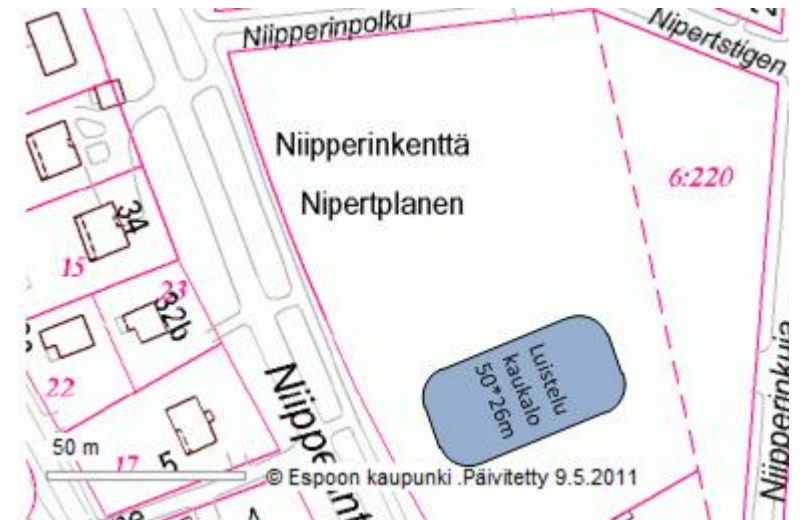 Niipperinpolku
Nipertstigen
Niipperinkenttä
Nipertplanen
6:220
34
15
23
32b
22
Luistelu
kaukalo
50*26m
Niipperinkuja
50 m
17
5
© Espoon kaupunki .Päivitetty 9.5.2011